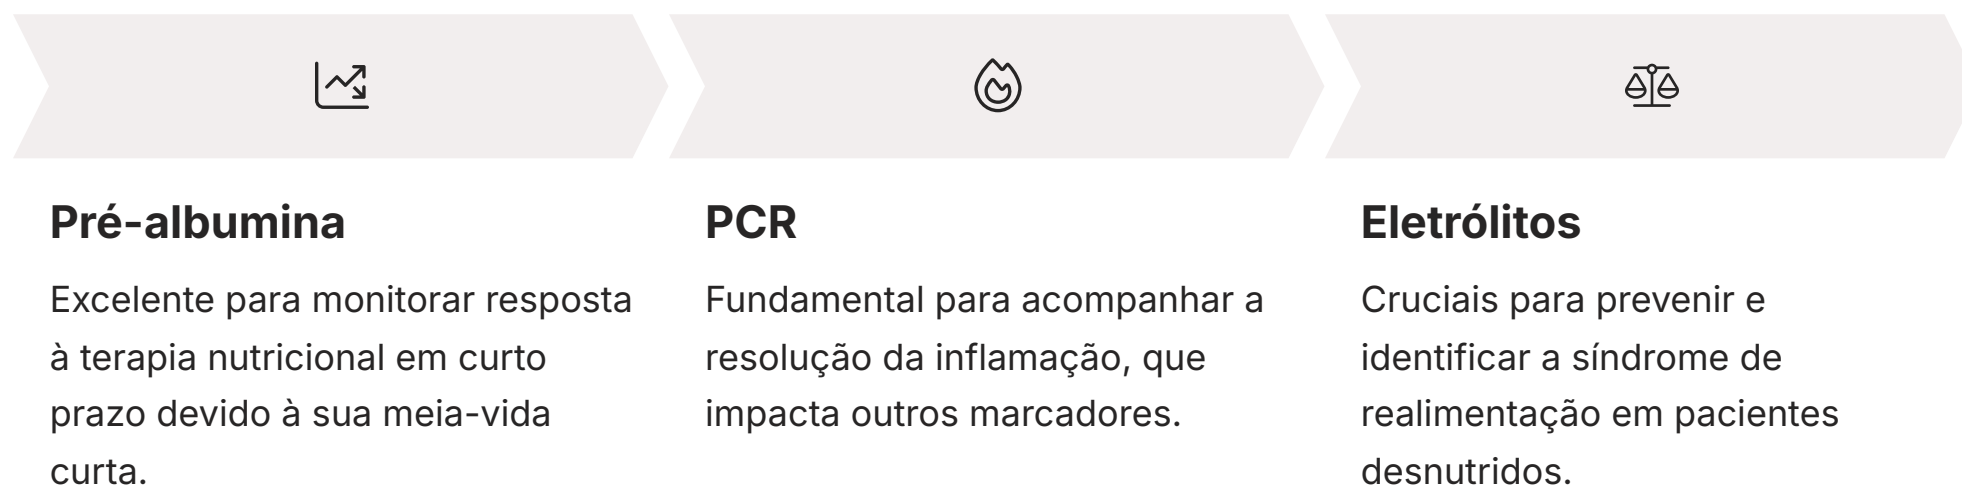 Pré-albumina
Excelente para monitorar resposta
à terapia nutricional em curto
prazo devido à sua meia-vida
curta.
PCR
Fundamental para acompanhar a
resolução da inflamação, que
impacta outros marcadores.
Eletrólitos
Cruciais para prevenir e
identificar a síndrome de
realimentação em pacientes
desnutridos.